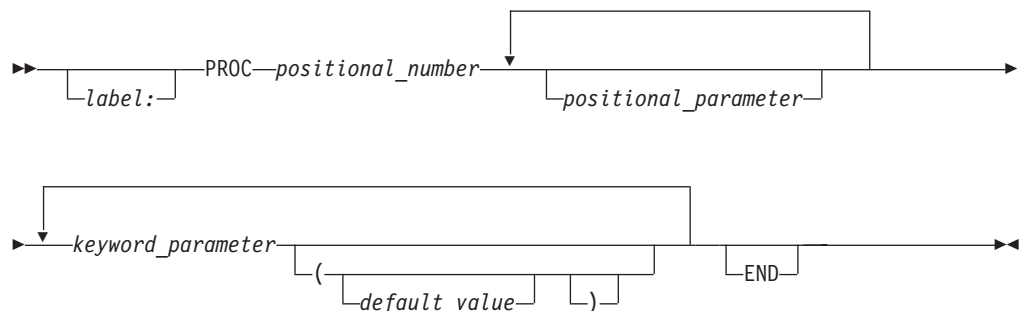 PROC positional_number
label:
positional_parameter
keyword_parameter
(
default value
)
END